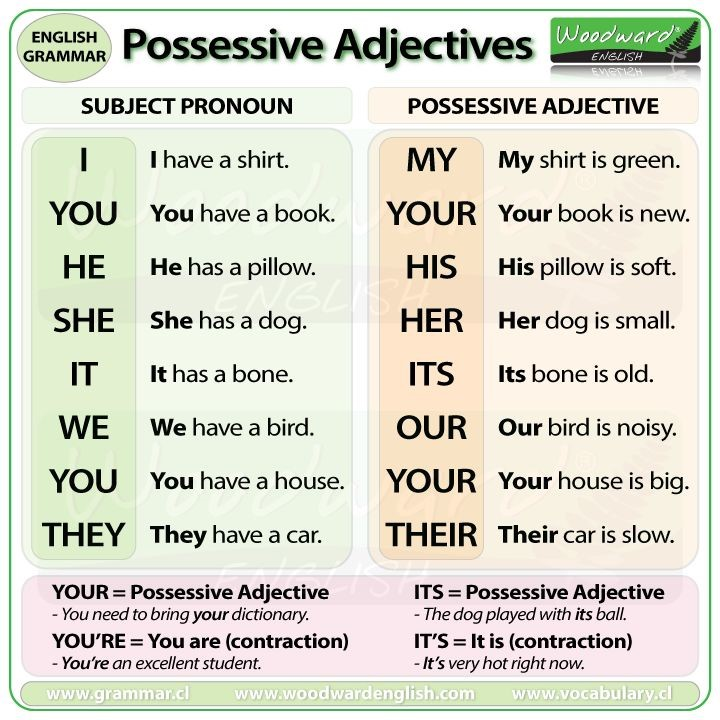 ENGLISH
GRAMMAR
Possessive Adjectives
Woodward®
ENGLISH
SUBJECT PRONOUN
POSSESSIVE ADJECTIVE
I I have a shirt. MY My shirt is green.
YOU You have a book. YOUR Your book is new.
HE He has a pillow. HIS His pillow is soft.
SHE She has a dog. HER Her dog is small.
IT It has a bone. ITS Its bone is old.
WE We have a bird. OUR Our bird is noisy.
YOU You have a house. YOUR Your house is big.
THEY They have a car. THEIR Their car is slow.
Woodward®
ENGLISH
Woodward®
ENGLISH
YOUR = Possessive Adjective
- You need to bring your dictionary.
YOU'RE = You are (contraction)
- You're an excellent student.
ITS = Possessive Adjective
- The dog played with its ball.
IT'S = It is (contraction)
- It's very hot right now.
www.grammar.cl www.woodwardenglish.com www.vocabulary.cl